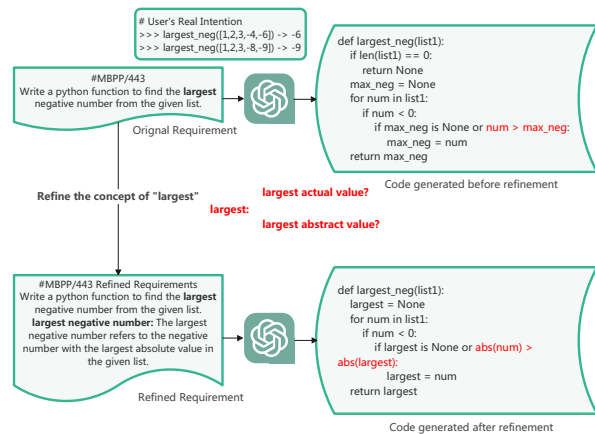 # User's Real Intention
>>> largest_neg([1,2,3,-4,-6]) -> -6
>>> largest_neg([1,2,3,-8,-9]) -> -9
#MBPP/443
Write a python function to find the largest
negative number from the given list.
Orignal Requirement
def largest_neg(list1):
if len(list1) == 0:
return None
max_neg = None
for num in list1:
if num < 0:
if max_neg is None or num > max_neg:
max_neg = num
return max_neg
Code generated before refinement
Refine the concept of "largest"
largest actual value?
largest:
largest abstract value?
#MBPP/443 Refined Requirements
Write a python function to find the largest
negative number from the given list.
largest negative number: The largest
negative number refers to the negative
number with the largest absolute value in
the given list.
Refined Requirement
def largest_neg(list1):
largest = None
for num in list1:
if num < 0:
if largest is None or abs(num) >
abs(largest):
largest = num
return largest
Code generated after refinement